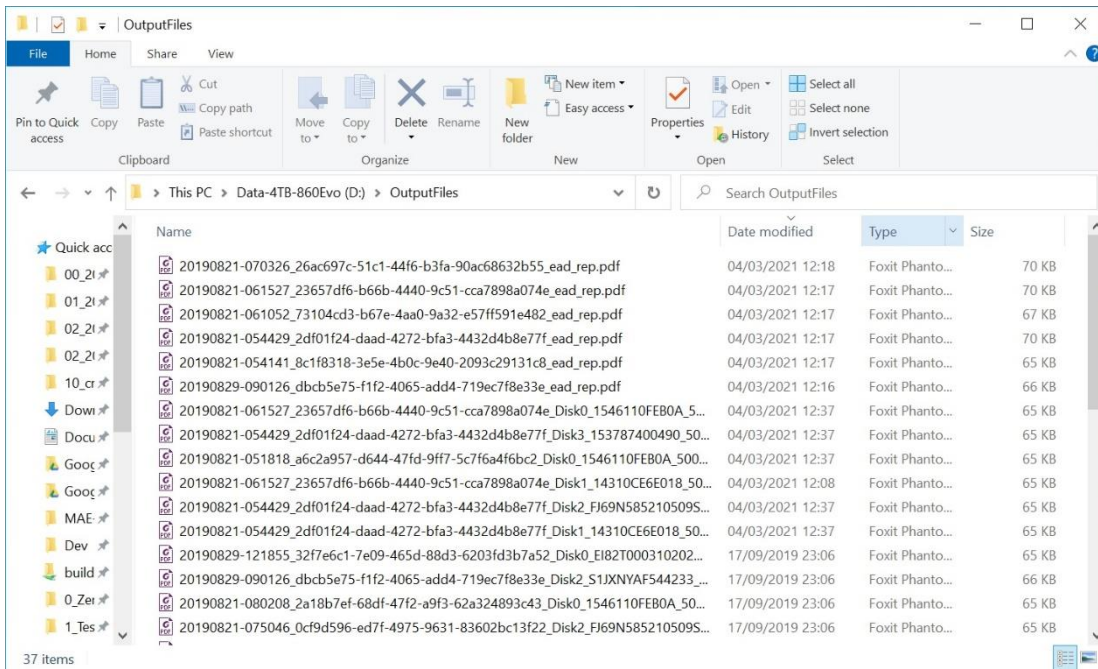 OutputFiles
File Home Share View
Pin to Quick access
Copy
Paste
Cut
Copy path
Paste shortcut
Clipboard
Move to
Copy to
Delete
Rename
Organize
New folder
New item
Easy access
New
Properties
Open
Edit
History
Open
Select all
Select none
Invert selection
Select
This PC > Data-4TB-860Evo (D:) > OutputFiles
Search OutputFiles
Quick acc
00_2
01_2
02_2
02_2
10_cr
Dow
Docu
Goog
Goog
MAE-
Dev
build
0_Zer
1_Tes
Name Date modified Type Size
20190821-070326_26ac697c-51c1-44f6-b3fa-90ac68632b55_ead_rep.pdf 04/03/2021 12:18 Foxit Phanto... 70 KB
20190821-061527_23657df6-b66b-4440-9c51-cca7898a074e_ead_rep.pdf 04/03/2021 12:17 Foxit Phanto... 70 KB
20190821-061052_73104cd3-b67e-4aa0-9a32-e57ff591e482_ead_rep.pdf 04/03/2021 12:17 Foxit Phanto... 67 KB
20190821-054429_2df01f24-daad-4272-bfa3-4432d4b8e77f_ead_rep.pdf 04/03/2021 12:17 Foxit Phanto... 70 KB
20190821-054141_8c1f8318-3e5e-4b0c-9e40-2093c29131c8_ead_rep.pdf 04/03/2021 12:17 Foxit Phanto... 65 KB
20190829-090126_dbcb5e75-f1f2-4065-add4-719ec7f8e33e_ead_rep.pdf 04/03/2021 12:16 Foxit Phanto... 66 KB
20190821-061527_23657df6-b66b-4440-9c51-cca7898a074e_Disk0_1546110FEB0A_5... 04/03/2021 12:37 Foxit Phanto... 65 KB
20190821-054429_2df01f24-daad-4272-bfa3-4432d4b8e77f_Disk3_153787400490_50... 04/03/2021 12:37 Foxit Phanto... 65 KB
20190821-051818_a6c2a957-d644-47fd-9ff7-5c7f6a4f6bc2_Disk0_1546110FEB0A_500... 04/03/2021 12:37 Foxit Phanto... 65 KB
20190821-061527_23657df6-b66b-4440-9c51-cca7898a074e_Disk1_14310CE6E018_50... 04/03/2021 12:08 Foxit Phanto... 65 KB
20190821-054429_2df01f24-daad-4272-bfa3-4432d4b8e77f_Disk2_FJ69N585210509S... 04/03/2021 12:37 Foxit Phanto... 65 KB
20190821-054429_2df01f24-daad-4272-bfa3-4432d4b8e77f_Disk1_14310CE6E018_50... 04/03/2021 12:37 Foxit Phanto... 65 KB
20190829-121855_32f7e6c1-7e09-465d-88d3-6203fd3b7a52_Disk0_EI82T000310202... 17/09/2019 23:06 Foxit Phanto... 65 KB
20190829-090126_dbcb5e75-f1f2-4065-add4-719ec7f8e33e_Disk2_S1JXNYAF544233_... 17/09/2019 23:06 Foxit Phanto... 66 KB
20190821-080208_2a18b7ef-68df-47f2-a9f3-62a324893c43_Disk0_1546110FEB0A_50... 17/09/2019 23:06 Foxit Phanto... 65 KB
20190821-075046_0cf9d596-ed7f-4975-9631-83602bc13f22_Disk2_FJ69N585210509S... 17/09/2019 23:06 Foxit Phanto... 65 KB
37 items